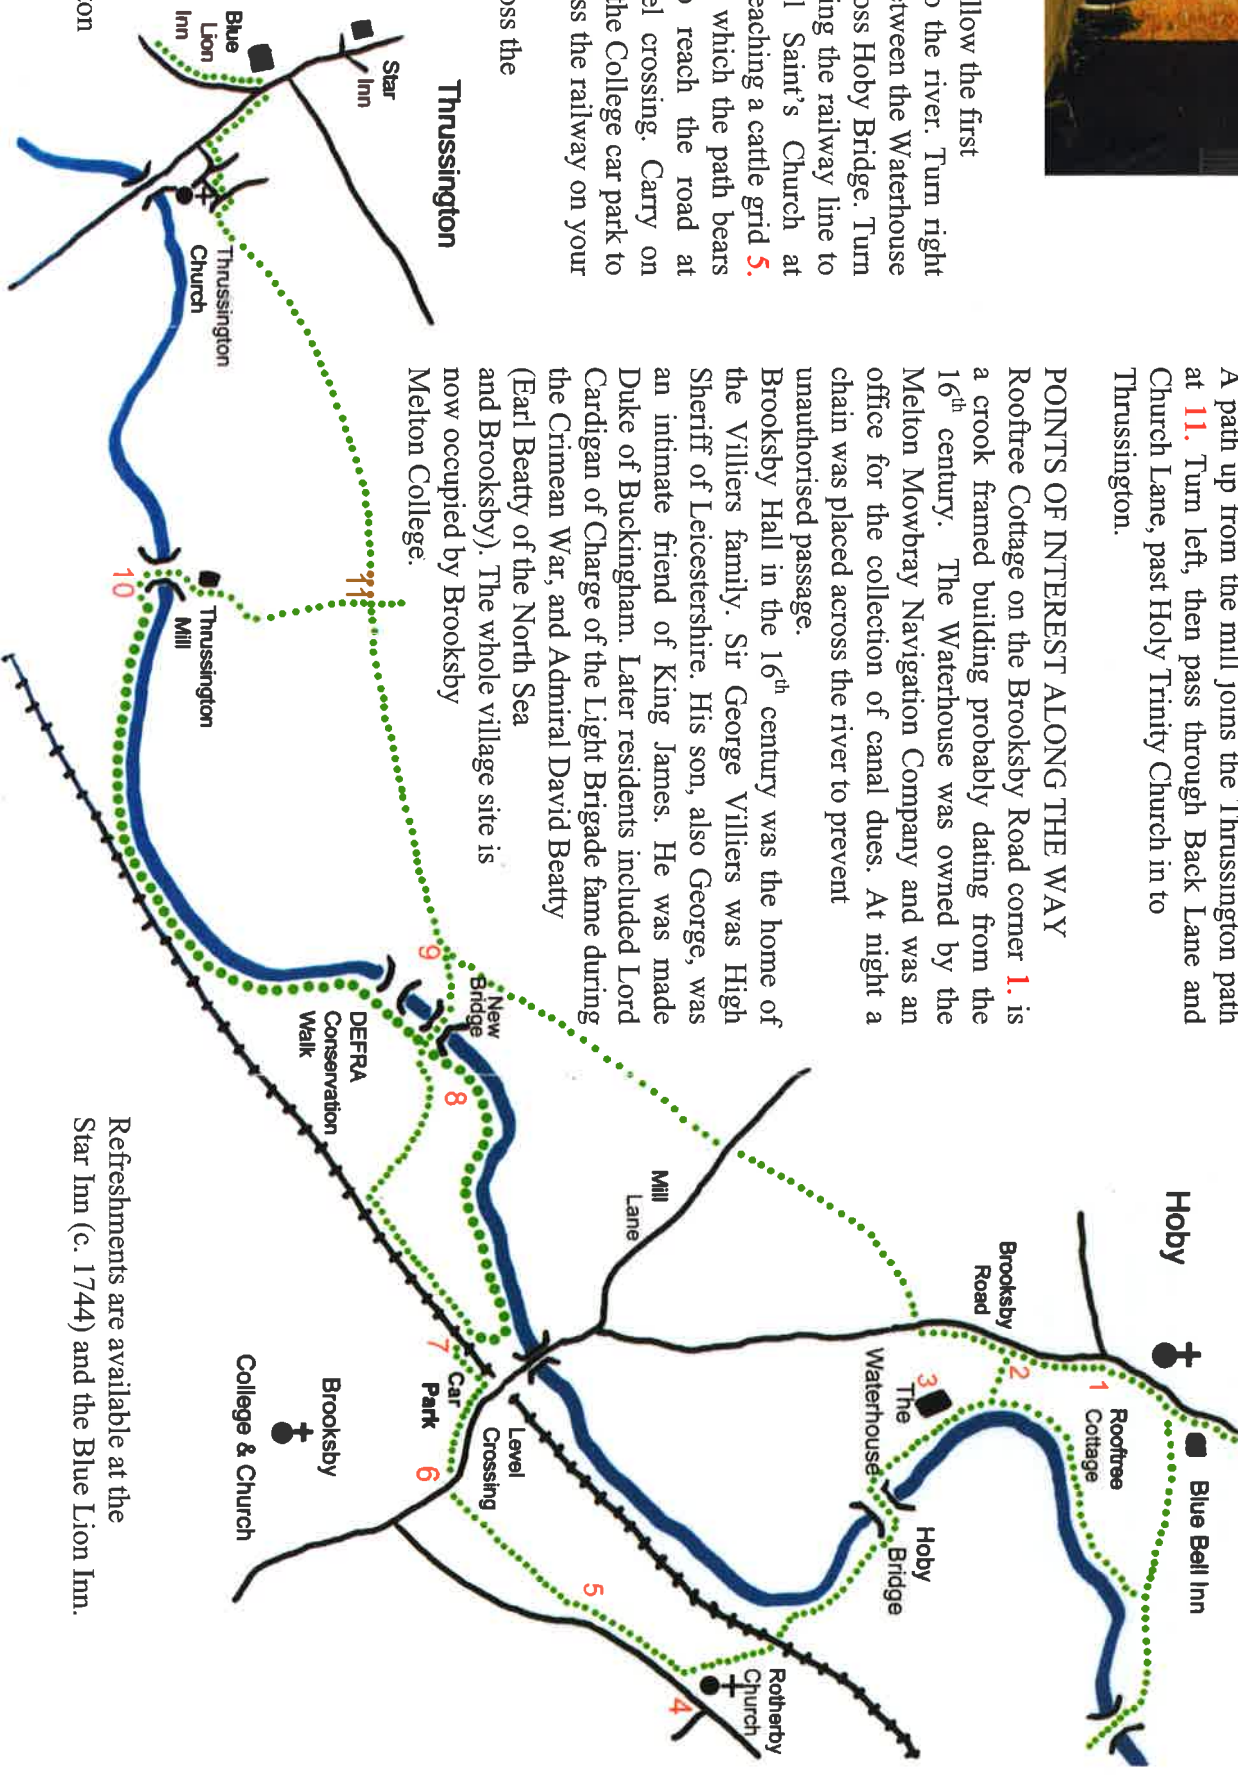 llow the first
o the river. Turn right
etween the Waterhouse
oss Hoby Bridge. Turn
ing the railway line to
l Saint's Church at
eaching a cattle grid 5.
which the path bears
o reach the road at
el crossing. Carry on
the College car park to
ss the railway on your
oss the
on
A path up from the mill joins the Thrussington path
at 11. Turn left, then pass through Back Lane and
Church Lane, past Holy Trinity Church in to
Thrussington.
POINTS OF INTEREST ALONG THE WAY
Rooftree Cottage on the Brooksby Road corner 1. is
a crook framed building probably dating from the
16th century. The Waterhouse was owned by the
Melton Mowbray Navigation Company and was an
office for the collection of canal dues. At night a
chain was placed across the river to prevent
unauthorised passage.
Brooksby Hall in the 16th century was the home of
the Villiers family. Sir George Villiers was High
Sheriff of Leicestershire. His son, also George, was
an intimate friend of King James. He was made
Duke of Buckingham. Later residents included Lord
Cardigan of Charge of the Light Brigade fame during
the Crimean War, and Admiral David Beatty
(Earl Beatty of the North Sea
and Brooksby). The whole village site is
now occupied by Brooksby
Melton College.
Hoby
Blue Bell Inn
Rooftree
Cottage
1
2
Brooksby
Road
3
The
Waterhouse
Hoby
Bridge
Rotherby
Church
4
5
Mill
Lane
Level
Crossing
6
7
Car
Park
Brooksby
College & Church
8
New
Bridge
9
DEFRA
Conservation
Walk
11
10
Thrussington
Mill
Thrussington
Star
Inn
Blue
Lion
Inn
Thrussington
Church
Refreshments are available at the
Star Inn (c. 1744) and the Blue Lion Inn.